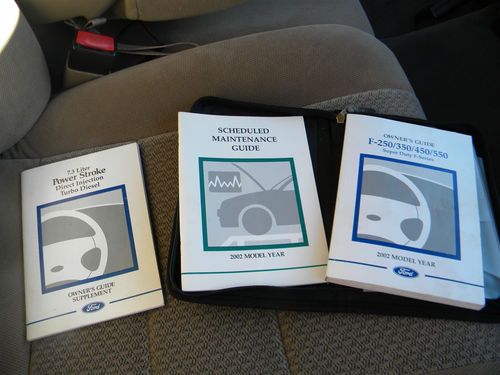 7.3 Liter
Power Stroke
Direct Injection
Turbo Diesel
OWNER'S GUIDE
SUPPLEMENT
Ford
SCHEDULED
MAINTENANCE
GUIDE
2002 MODEL YEAR
OWNER'S GUIDE
F-250/350/450/550
Super Duty F-Series
2002 MODEL YEAR
Ford